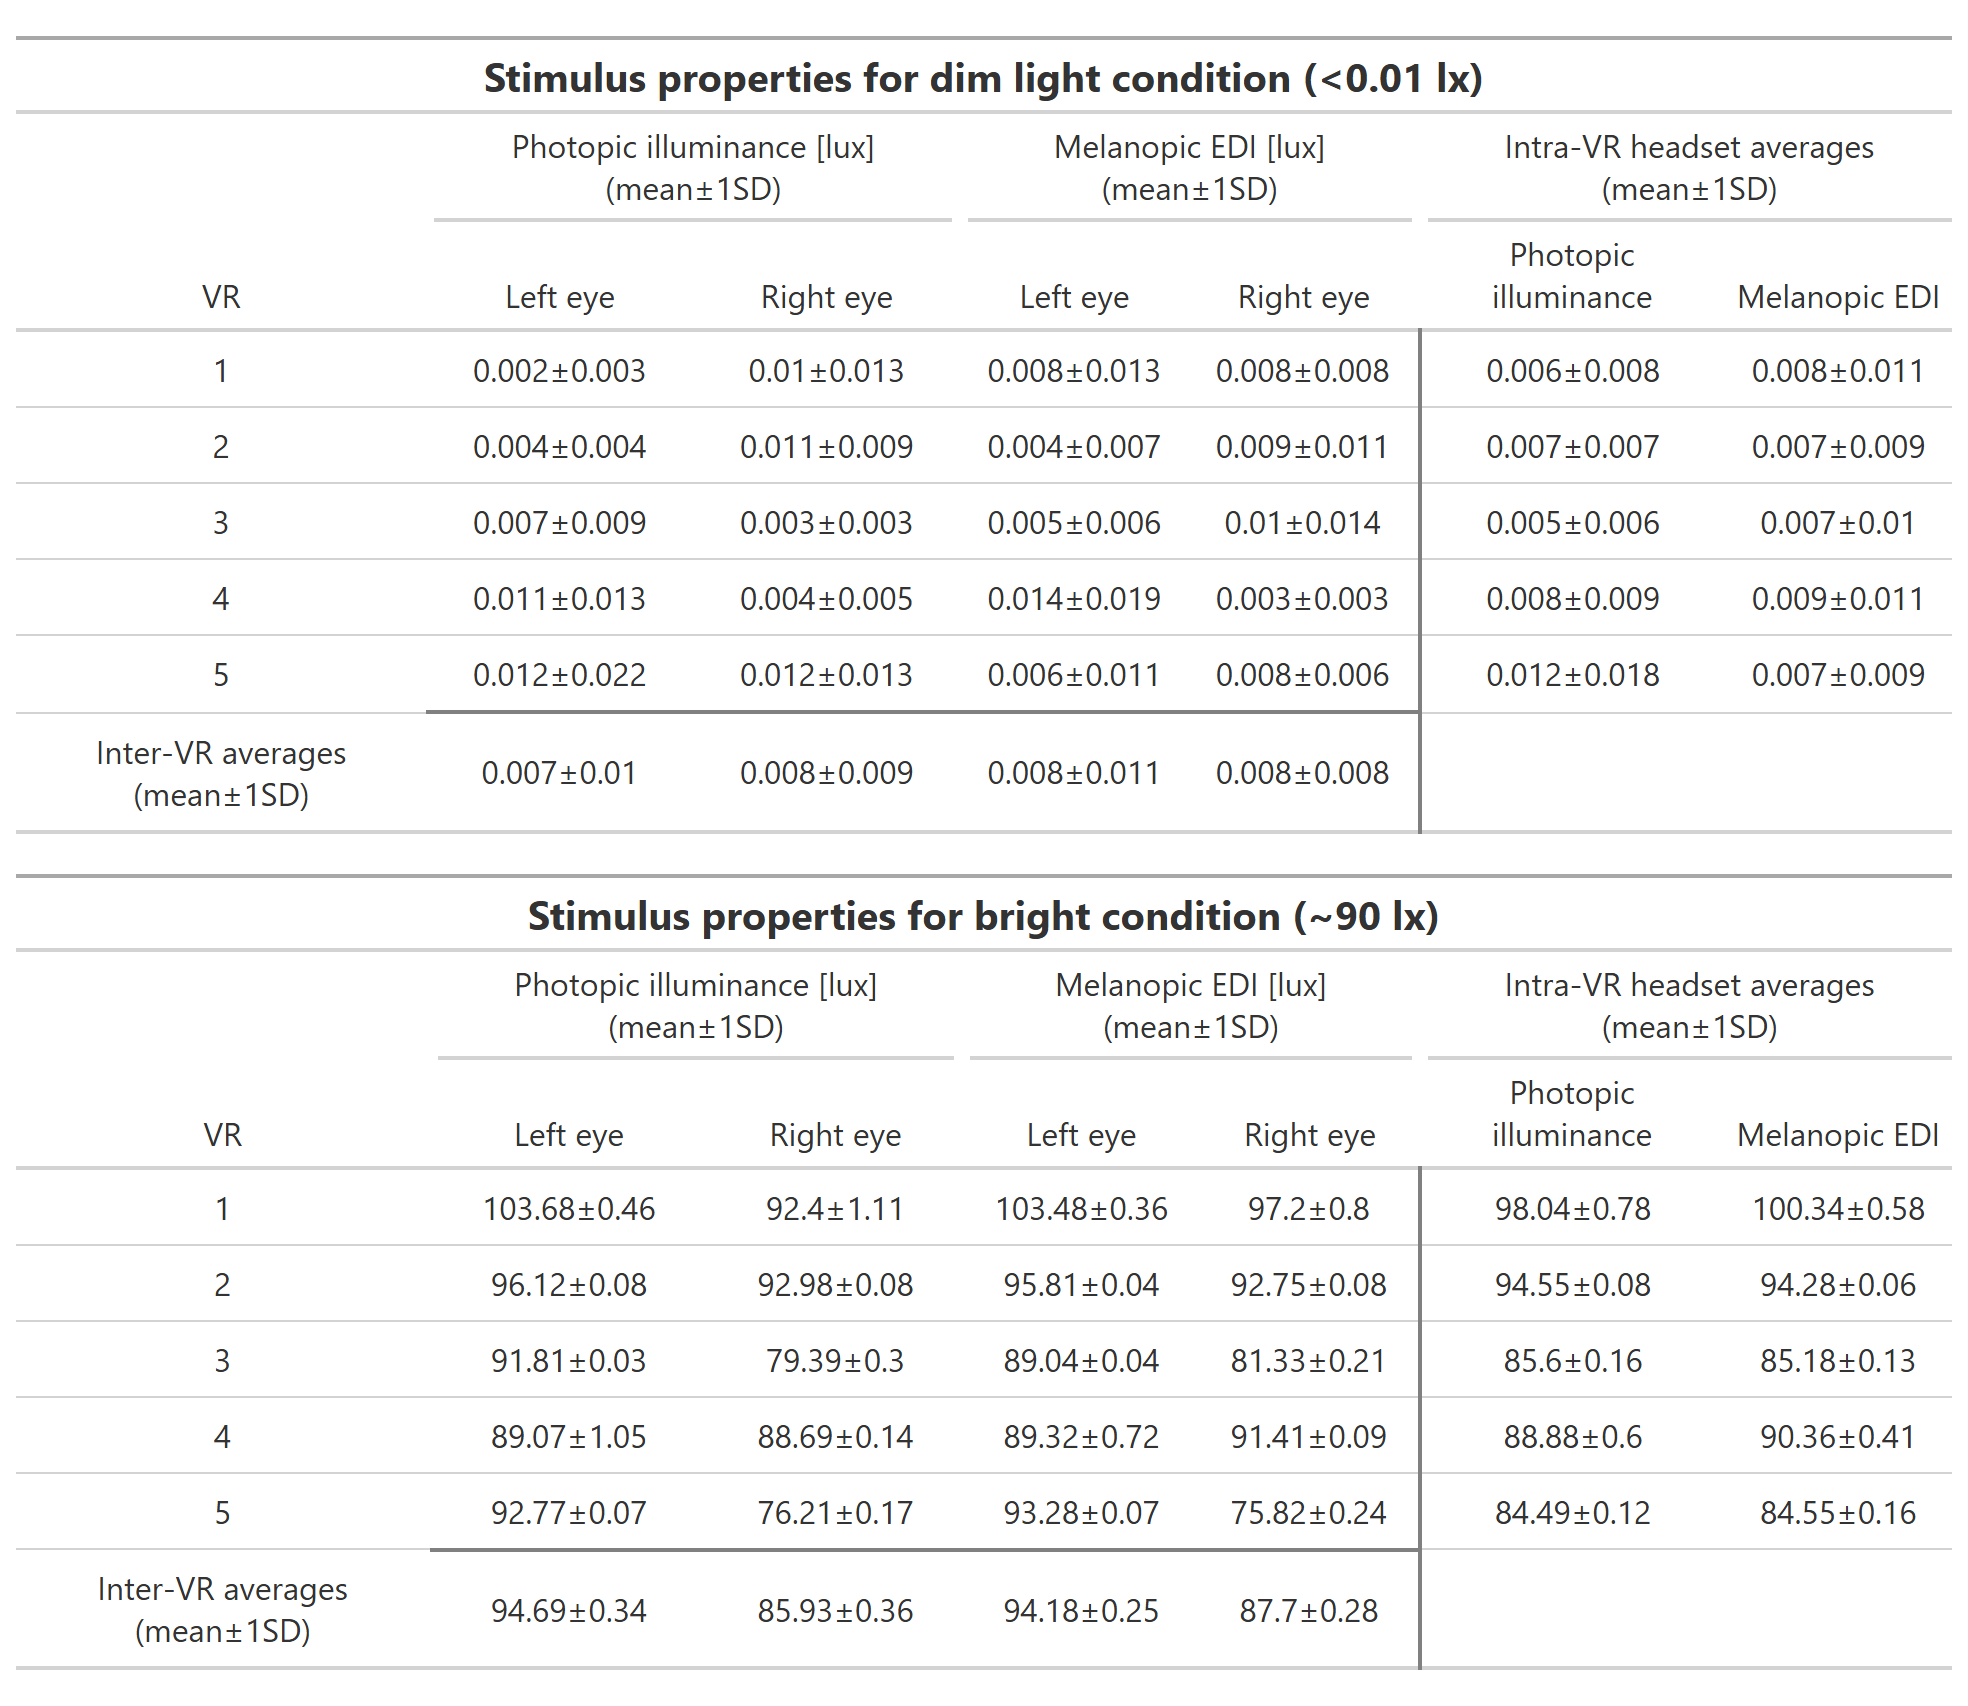 Stimulus properties for dim light condition (<0.01 lx)
Photopic illuminance [lux] Melanopic EDI [lux] Intra-VR headset averages
(mean±1SD) (mean±1SD) (mean±1SD)
Photopic
VR Left eye Right eye Left eye Right eye illuminance Melanopic EDI
1 0.002±0.003 0.01±0.013 0.008±0.013 0.008±0.008 0.006±0.008 0.008±0.011
2 0.004±0.004 0.011±0.009 0.004±0.007 0.009±0.011 0.007±0.007 0.007±0.009
3 0.007±0.009 0.003±0.003 0.005±0.006 0.01±0.014 0.005±0.006 0.007±0.01
4 0.011±0.013 0.004±0.005 0.014±0.019 0.003±0.003 0.008±0.009 0.009±0.011
5 0.012±0.022 0.012±0.013 0.006±0.011 0.008±0.006 0.012±0.018 0.007±0.009
Inter-VR averages
(mean±1SD) 0.007±0.01 0.008±0.009 0.008±0.011 0.008±0.008
Stimulus properties for bright condition (~90 lx)
Photopic illuminance [lux] Melanopic EDI [lux] Intra-VR headset averages
(mean±1SD) (mean±1SD) (mean±1SD)
Photopic
VR Left eye Right eye Left eye Right eye illuminance Melanopic EDI
1 103.68±0.46 92.4±1.11 103.48±0.36 97.2±0.8 98.04±0.78 100.34±0.58
2 96.12±0.08 92.98±0.08 95.81±0.04 92.75±0.08 94.55±0.08 94.28±0.06
3 91.81±0.03 79.39±0.3 89.04±0.04 81.33±0.21 85.6±0.16 85.18±0.13
4 89.07±1.05 88.69±0.14 89.32±0.72 91.41±0.09 88.88±0.6 90.36±0.41
5 92.77±0.07 76.21±0.17 93.28±0.07 75.82±0.24 84.49±0.12 84.55±0.16
Inter-VR averages
(mean±1SD) 94.69±0.34 85.93±0.36 94.18±0.25 87.7±0.28